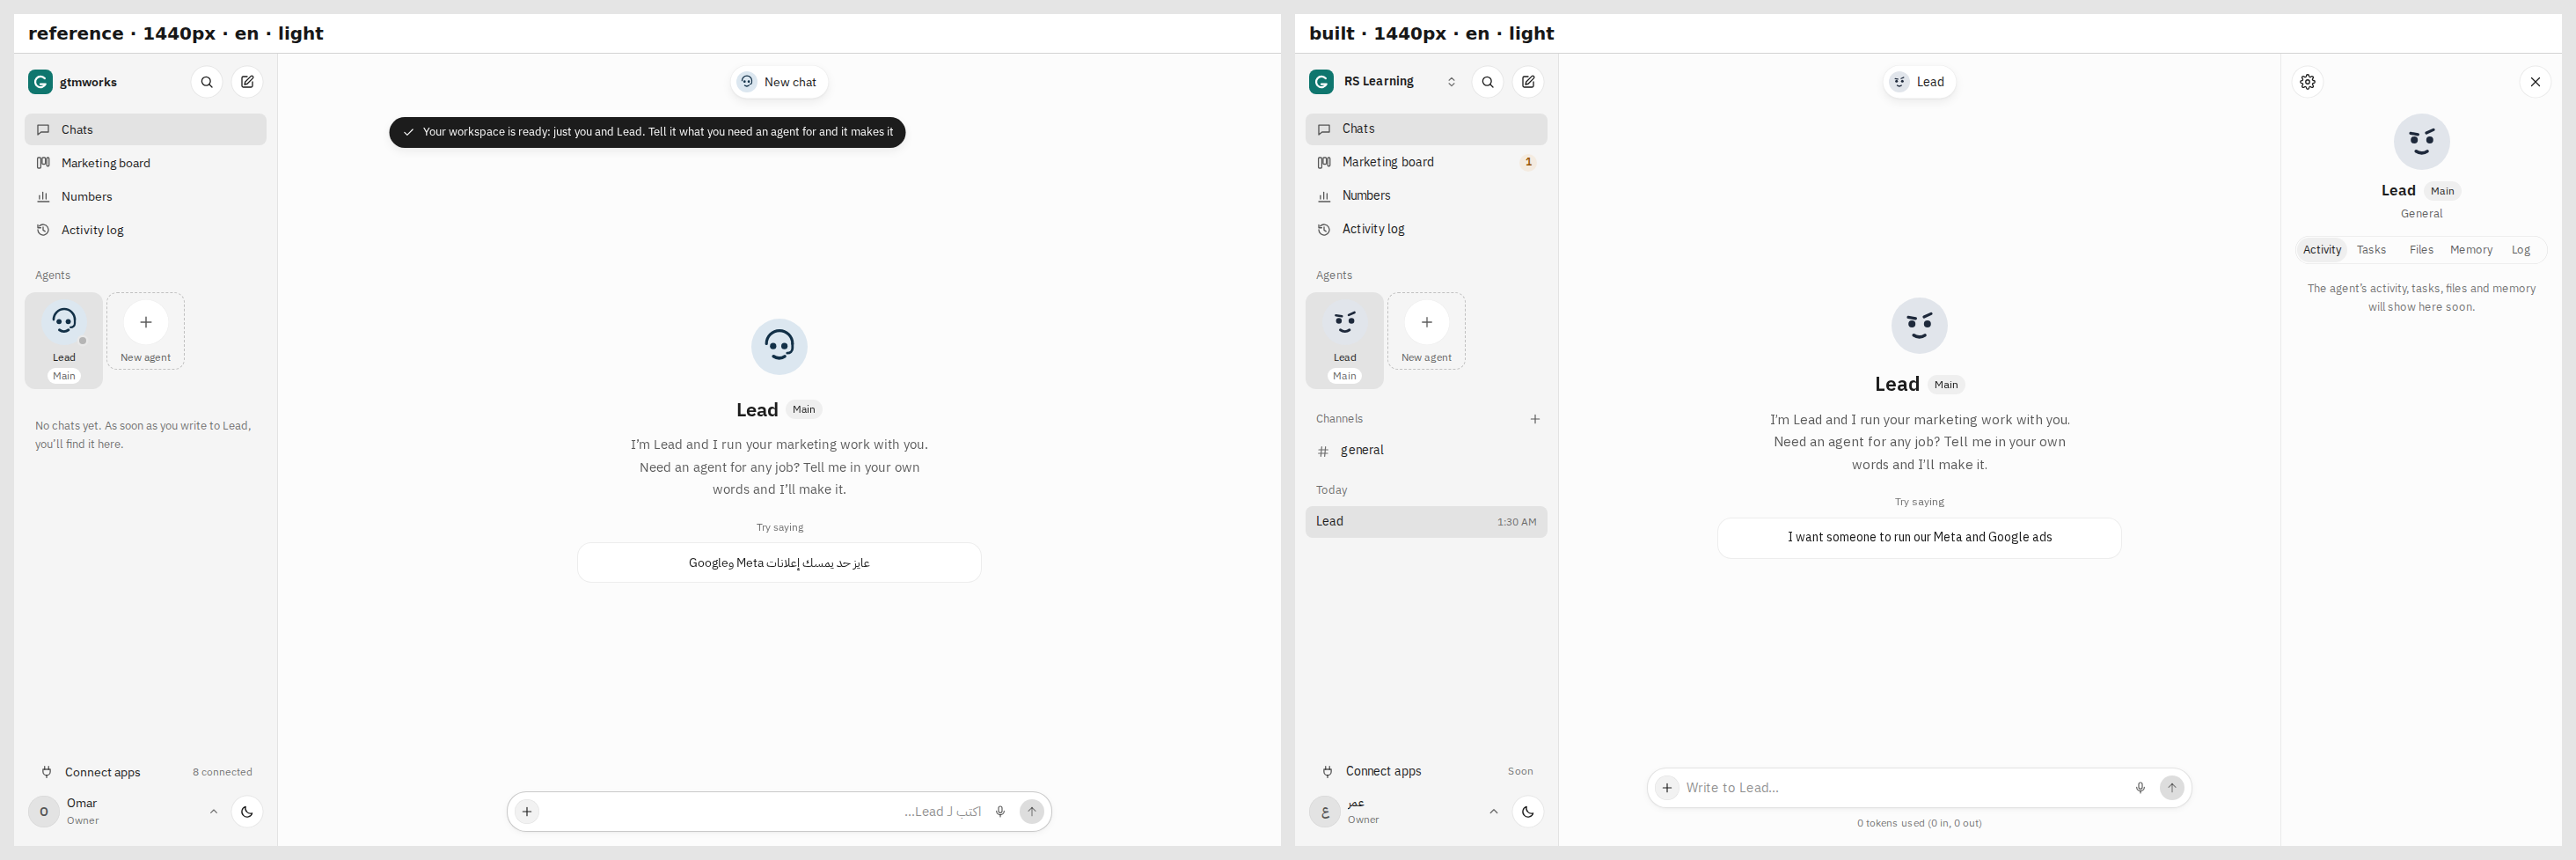 reference · 1440px · en · light
gtmworks
New chat
Your workspace is ready: just you and Lead. Tell it what you need an agent for and it makes it
Chats
Marketing board
Numbers
Activity log
Agents
Lead
Main
New agent
No chats yet. As soon as you write to Lead,
you'll find it here.
Lead Main
I'm Lead and I run your marketing work with you.
Need an agent for any job? Tell me in your own
words and I'll make it.
Try saying
عايز حد يمسك إعلانات Meta وGoogle
Connect apps 8 connected
O Omar
Owner
اكتب لـ Lead...
built · 1440px · en · light
RS Learning
Lead
Chats
Marketing board 1
Numbers
Activity log
Agents
Lead
Main
New agent
Channels
general
Today
Lead 1:30 AM
Connect apps Soon
ع عمر
Owner
Lead Main
I'm Lead and I run your marketing work with you.
Need an agent for any job? Tell me in your own
words and I'll make it.
Try saying
I want someone to run our Meta and Google ads
Write to Lead...
0 tokens used (0 in, 0 out)
Lead Main
General
Activity Tasks Files Memory Log
The agent's activity, tasks, files and memory
will show here soon.